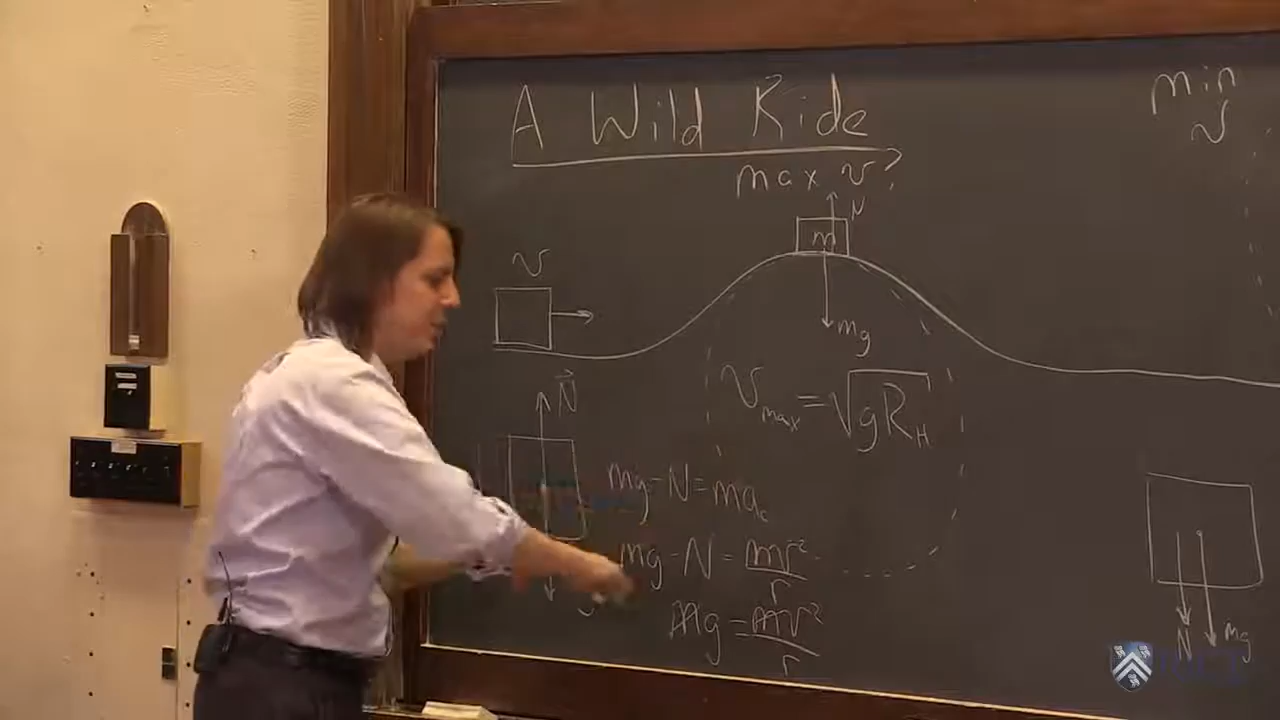 A Wild Ride
min
v
max v?
N
m
v
mg
v_max = √gR_H
N
mg - N = ma_c
mg - N = mv²/r
mg = mv²/r
N
mg